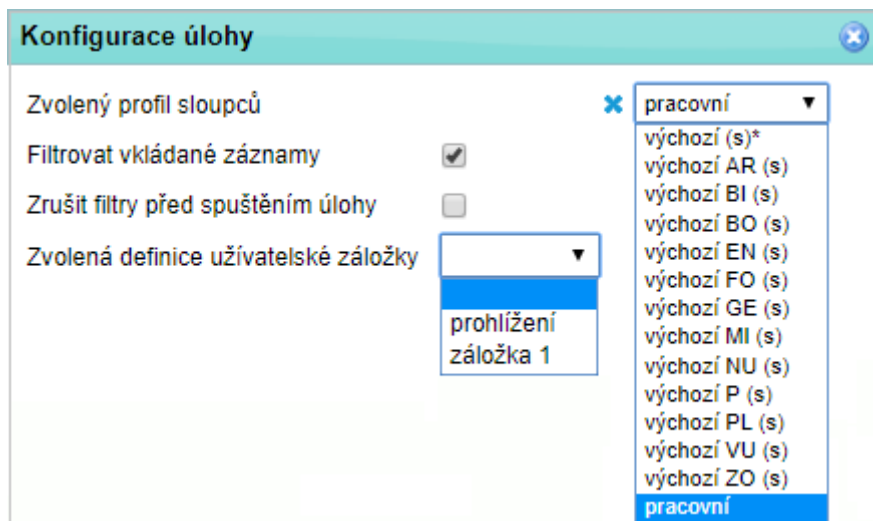 Konfigurace úlohy
Zvolený profil sloupců
pracovní
Filtrovat vkládané záznamy
Zrušit filtry před spuštěním úlohy
Zvolená definice užívatelské záložky
prohlížení
záložka 1
výchozí (s)*
výchozí AR (s)
výchozí BI (s)
výchozí BO (s)
výchozí EN (s)
výchozí FO (s)
výchozí GE (s)
výchozí MI (s)
výchozí NU (s)
výchozí P (s)
výchozí PL (s)
výchozí VU (s)
výchozí ZO (s)
pracovní